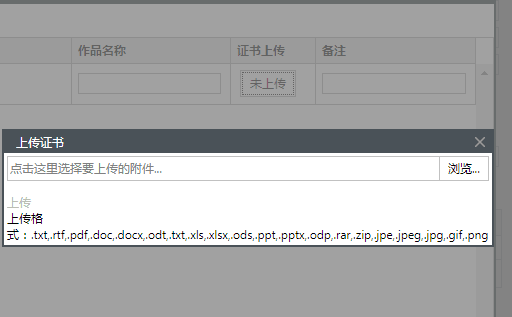 作品名称 证书上传 备注
未上传
上传证书
点击这里选择要上传的附件... 浏览...
上传
上传格
式：.txt,.rtf,.pdf,.doc,.docx,.odt,.txt,.xls,.xlsx,.ods,.ppt,.pptx,.odp,.rar,.zip,.jpe,.jpeg,.jpg,.gif,.png